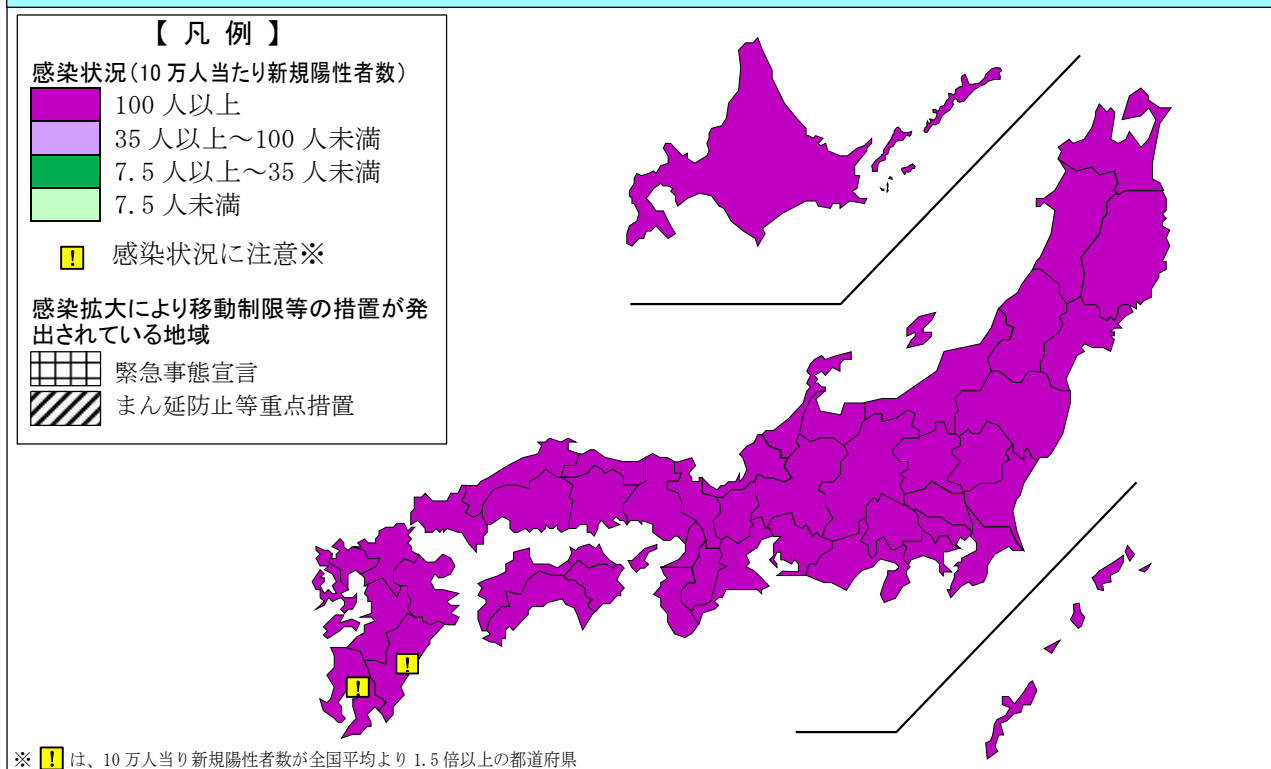 【 凡 例 】
感染状況(10 万人当たり新規陽性者数)
100 人以上
35 人以上～100 人未満
7.5 人以上～35 人未満
7.5 人未満
! 感染状況に注意※
感染拡大により移動制限等の措置が発
出されている地域
緊急事態宣言
まん延防止等重点措置
!
!
※ ! は、10 万人当り新規陽性者数が全国平均より 1.5 倍以上の都道府県